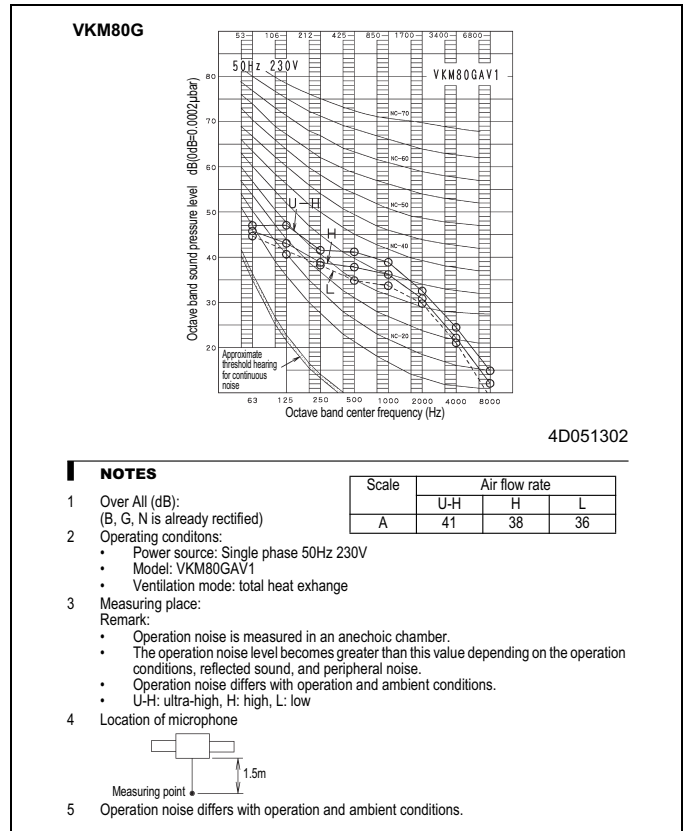 VKM80G
53 106 212 425 850 1700 3400 6800
50Hz 230V
VKM80GAV1
Octave band sound pressure level dB(0dB=0.0002µbar)
80
70
60
50
40
30
20
NC-70
NC-60
NC-50
NC-40
NC-20
U-H
H
L
Approximate
threshold hearing
for continuous
noise
63 125 250 500 1000 2000 4000 8000
Octave band center frequency (Hz)
4D051302
NOTES
1 Over All (dB):
(B, G, N is already rectified)
Scale Air flow rate
U-H H L
A 41 38 36
2 Operating conditons:
• Power source: Single phase 50Hz 230V
• Model: VKM80GAV1
• Ventilation mode: total heat exhange
3 Measuring place:
Remark:
• Operation noise is measured in an anechoic chamber.
• The operation noise level becomes greater than this value depending on the operation
conditions, reflected sound, and peripheral noise.
• Operation noise differs with operation and ambient conditions.
• U-H: ultra-high, H: high, L: low
4 Location of microphone
1.5m
Measuring point
5 Operation noise differs with operation and ambient conditions.